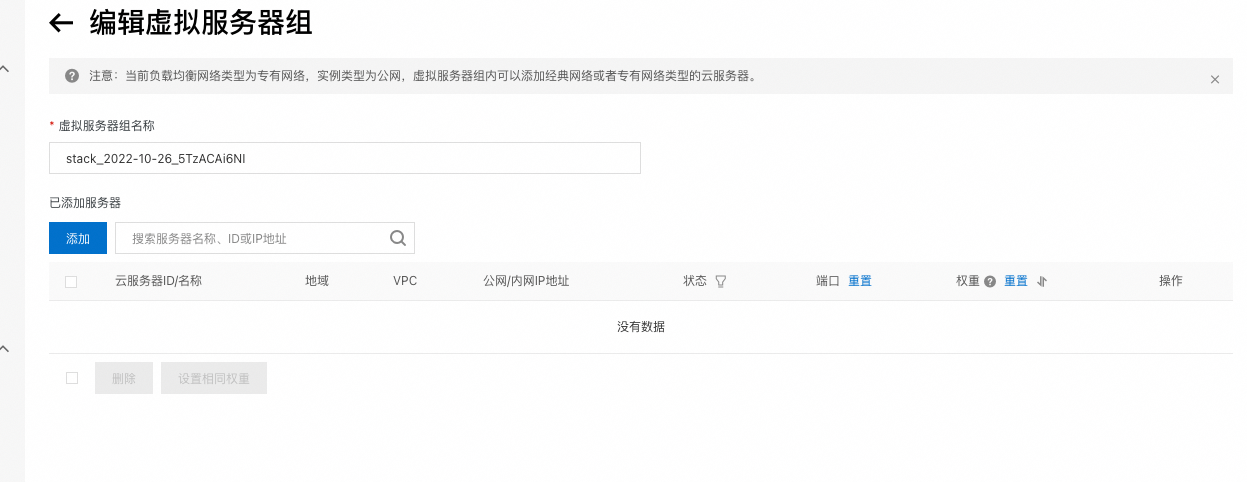 编辑虚拟服务器组
注意：当前负载均衡网络类型为专有网络，实例类型为公网，虚拟服务器组内可以添加经典网络或者专有网络类型的云服务器。
* 虚拟服务器组名称
stack_2022-10-26_5TzACAi6NI
已添加服务器
添加 搜索服务器名称、ID或IP地址
云服务器ID/名称 地域 VPC 公网/内网IP地址 状态 端口 重置 权重 重置 操作
没有数据
删除 设置相同权重